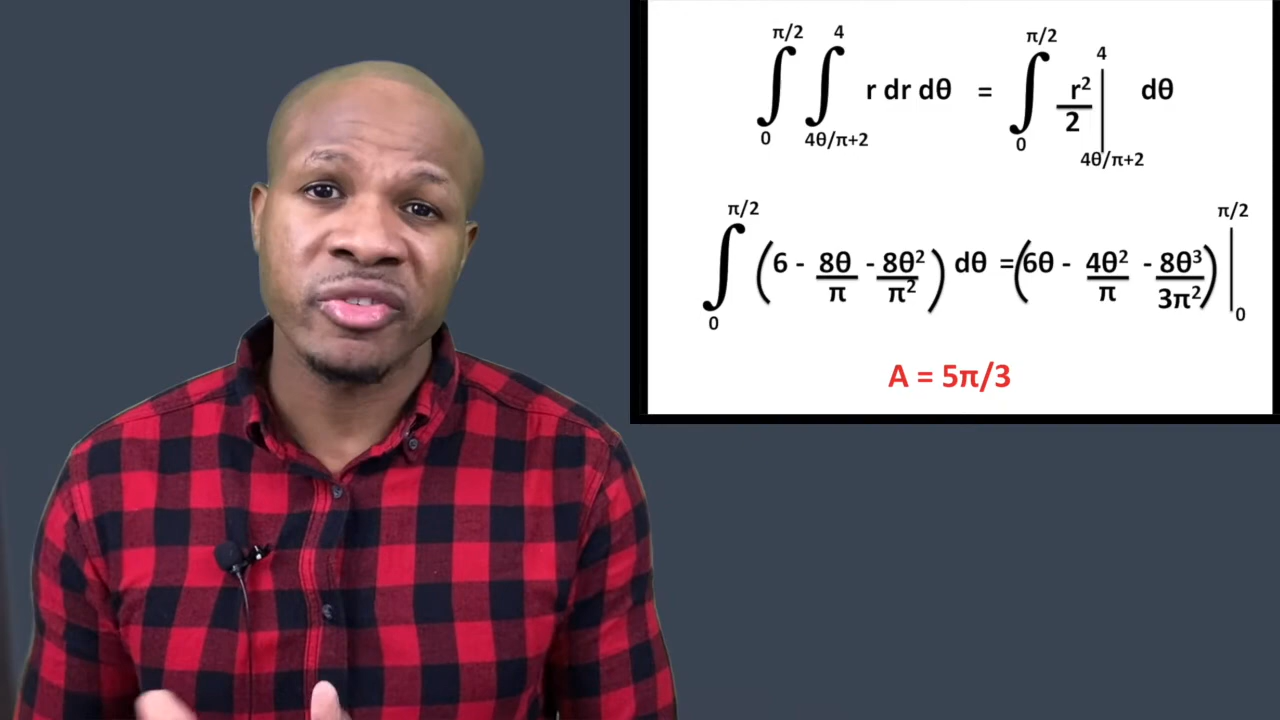 π/2 4 π/2 4
∫ ∫ r dr dθ = ∫ r²/2 | dθ
0 4θ/π+2 0 4θ/π+2
π/2 π/2
∫ (6 - 8θ/π - 8θ²/π²) dθ = (6θ - 4θ²/π - 8θ³/3π²) |
0 0
A = 5π/3